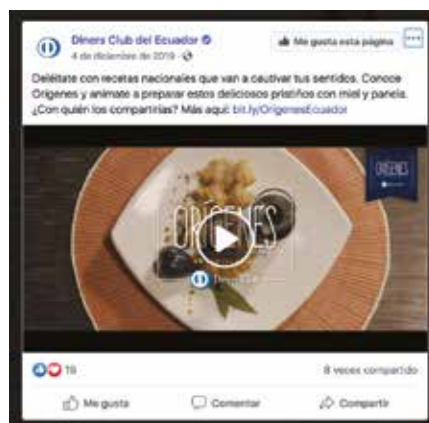 Diners Club del Ecuador
4 de diciembre de 2019
Me gusta esta página
Deléitate con recetas nacionales que van a cautivar tus sentidos. Conoce
Orígenes y anímate a preparar estos deliciosos pristiños con miel y panela.
¿Con quién los compartirías? Más aquí: bit.ly/OrigenesEcuador
ORÍGENES
ORÍGENES
Diners Club
19
8 veces compartido
Me gusta
Comentar
Compartir